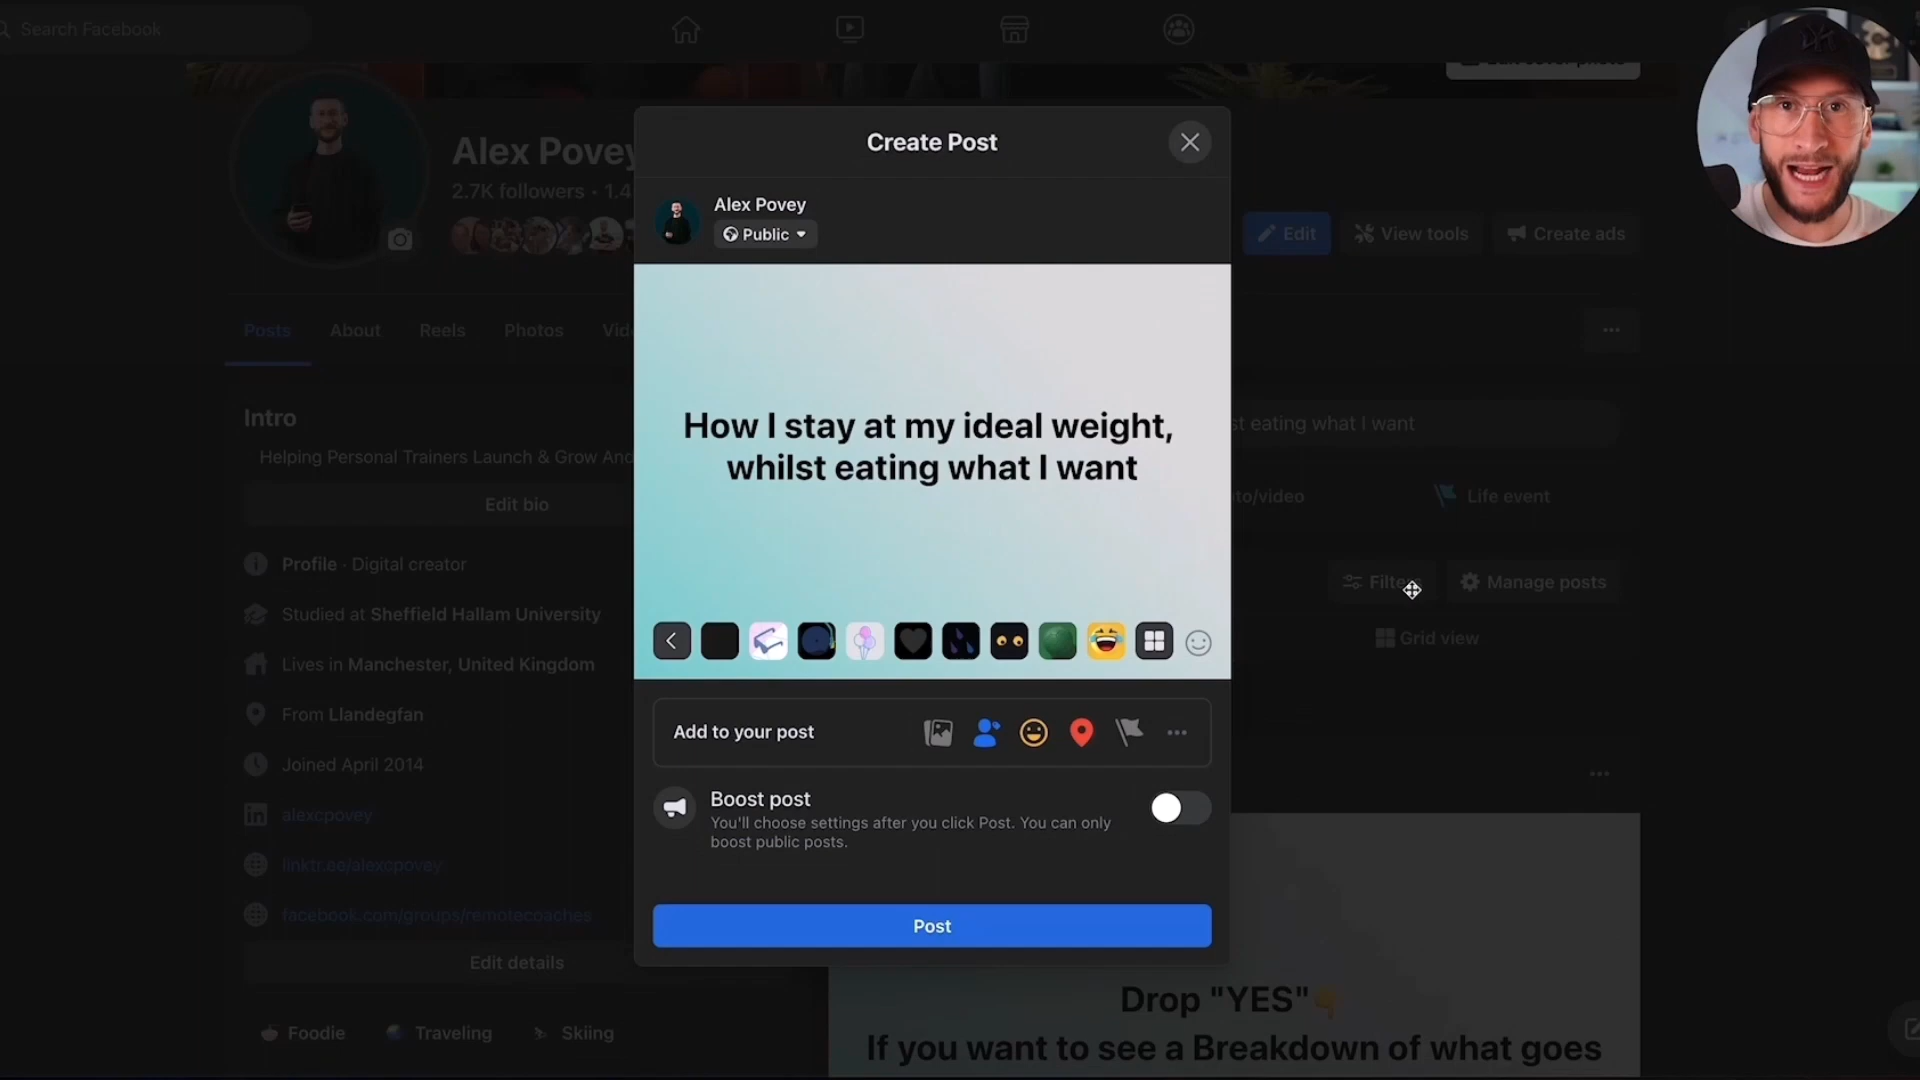 Search Facebook
Alex Povey
2.7K followers · 1.4
Edit
View tools
Create ads
Posts
About
Reels
Photos
Intro
Helping Personal Trainers Launch & Grow
Edit bio
Profile · Digital creator
Studied at Sheffield Hallam University
Lives in Manchester, United Kingdom
From Llandegfan
Joined April 2014
alexcpovey
linktr.ee/alexcpovey
facebook.com/groups/remotecoaches
Edit details
Foodie
Traveling
Skiing
Create Post
Alex Povey
Public
How I stay at my ideal weight,
whilst eating what I want
Add to your post
Boost post
You'll choose settings after you click Post. You can only
boost public posts.
Post
eating what I want
Life event
Manage posts
Grid view
Drop "YES"👇
If you want to see a Breakdown of what goes